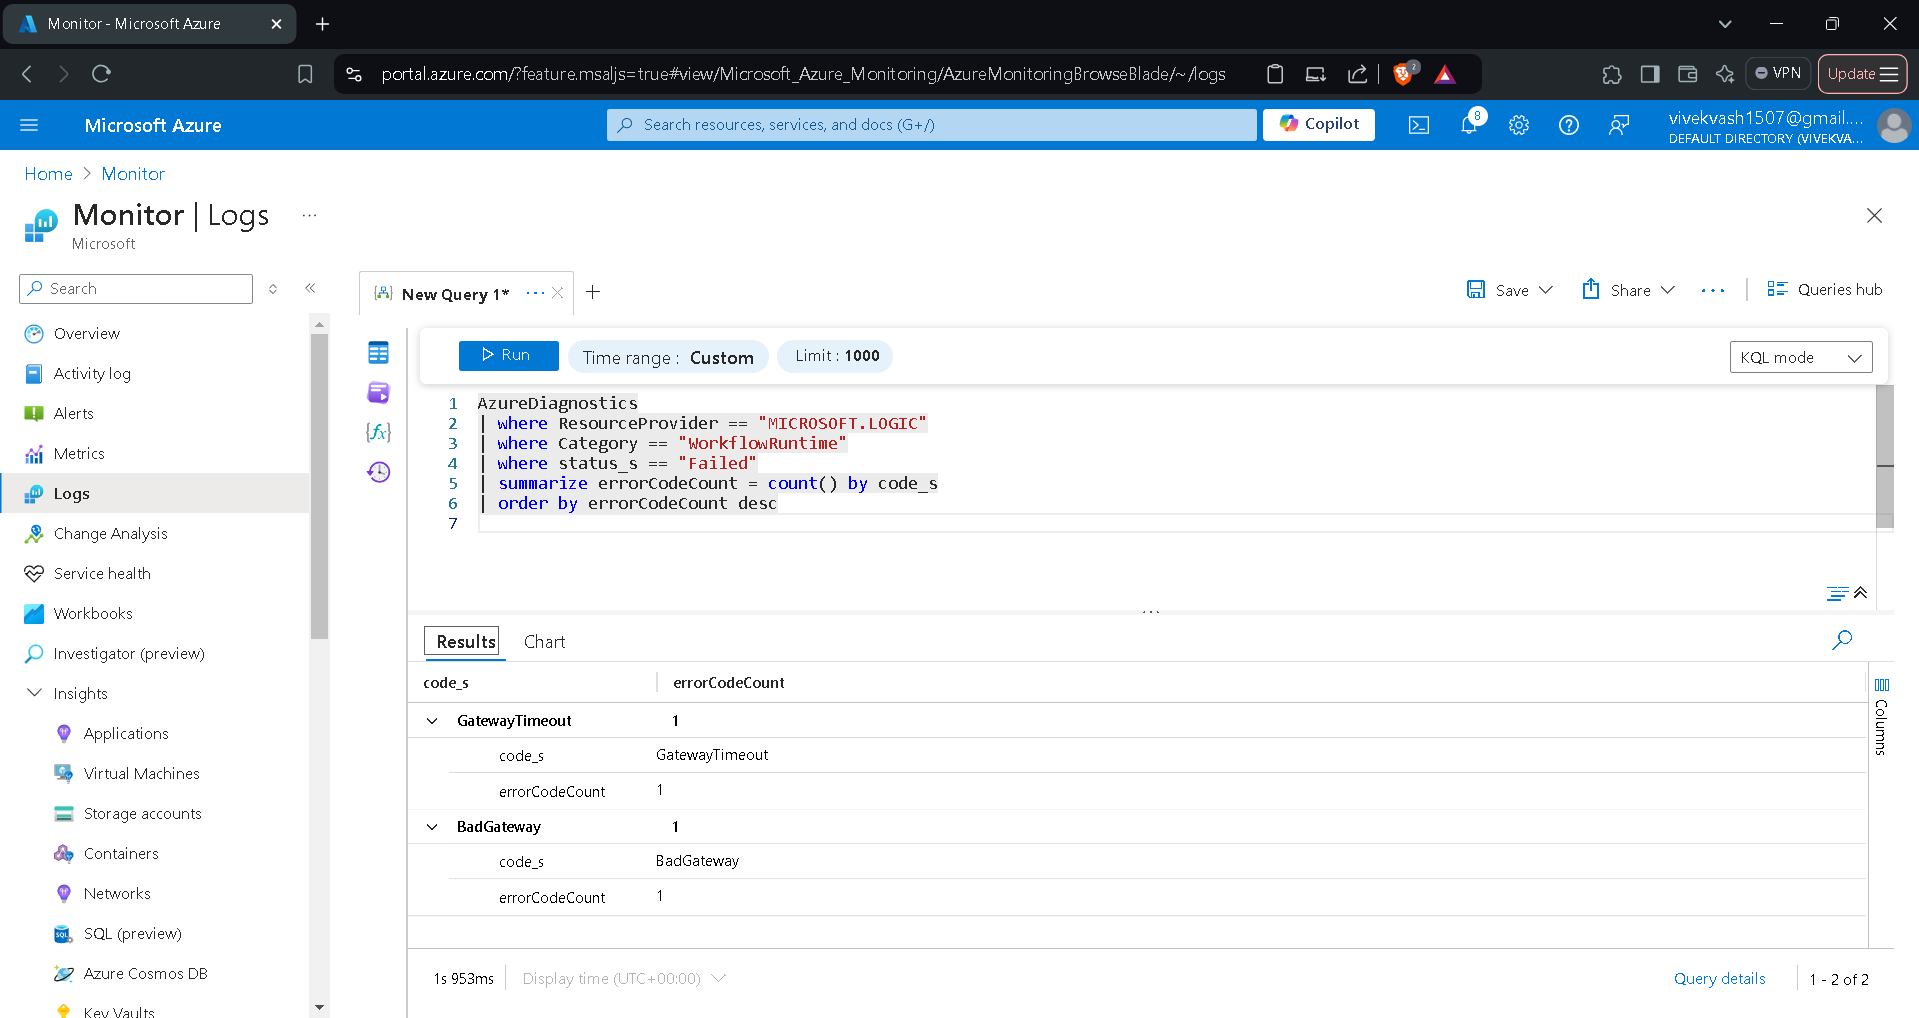 Monitor - Microsoft Azure
portal.azure.com/?feature.msaljs=true#view/Microsoft_Azure_Monitoring/AzureMonitoringBrowseBlade/~/logs
2
VPN
Update
Microsoft Azure
Search resources, services, and docs (G+/)
Copilot
8
vivekvash1507@gmail....
DEFAULT DIRECTORY (VIVEKVA...
Home > Monitor
Monitor | Logs
...
Microsoft
Search
Overview
Activity log
Alerts
Metrics
Logs
Change Analysis
Service health
Workbooks
Investigator (preview)
Insights
Applications
Virtual Machines
Storage accounts
Containers
Networks
SQL
SQL (preview)
Azure Cosmos DB
Key Vaults
New Query 1* ...
Save
Share
...
Queries hub
Run
Time range : Custom
Limit : 1000
KQL mode
{fx}
1 AzureDiagnostics
2 | where ResourceProvider == "MICROSOFT.LOGIC"
3 | where Category == "WorkflowRuntime"
4 | where status_s == "Failed"
5 | summarize errorCodeCount = count() by code_s
6 | order by errorCodeCount desc
7
Results
Chart
code_s
errorCodeCount
GatewayTimeout 1
code_s GatewayTimeout
errorCodeCount 1
BadGateway 1
code_s BadGateway
errorCodeCount 1
Columns
1s 953ms
Display time (UTC+00:00)
Query details
1 - 2 of 2